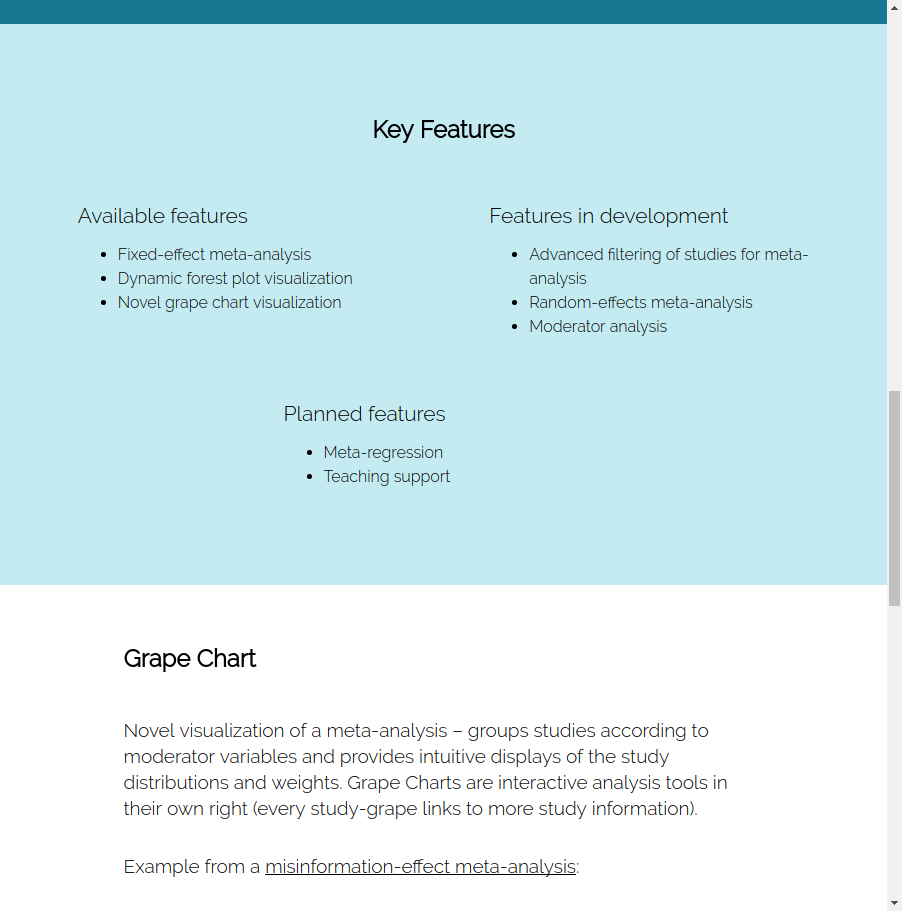 Key Features
Available features
Fixed-effect meta-analysis
Dynamic forest plot visualization
Novel grape chart visualization
Features in development
Advanced filtering of studies for meta-
analysis
Random-effects meta-analysis
Moderator analysis
Planned features
Meta-regression
Teaching support
Grape Chart
Novel visualization of a meta-analysis – groups studies according to
moderator variables and provides intuitive displays of the study
distributions and weights. Grape Charts are interactive analysis tools in
their own right (every study-grape links to more study information).
Example from a misinformation-effect meta-analysis: